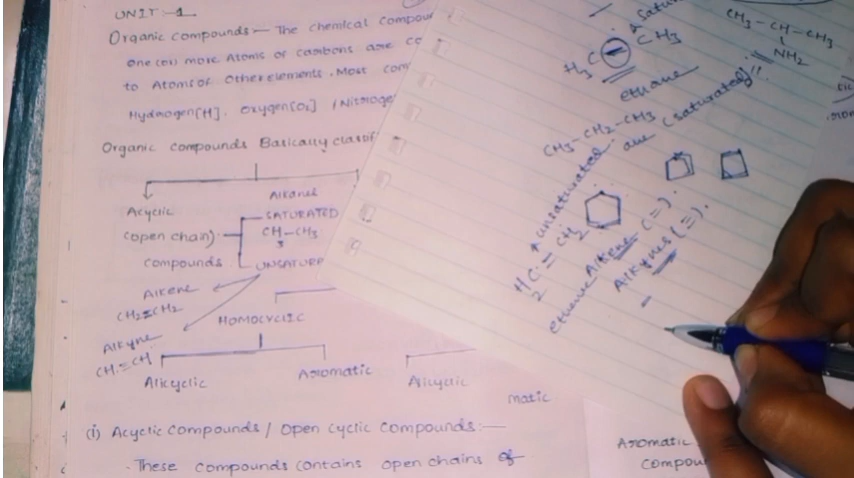 UNIT:-1
Organic compounds:- The chemical compou
one (or) more Atoms of carbons are co
to Atoms of Other elements. Most com
Hydrogen[H]. Oxygen[O2] (Nitroge
Organic compounds Basically classif
Alkanes
Acyclic
SATURATED
(open chain)
CH3-CH3
compounds
UNSATURE
Alkene
CH2=CH2
HOMOCYCLIC
Alkyne
CH≡CH
Alicyclic
Aromatic
Alicyclic
matic
(i) Acyclic compounds / Open cyclic compounds:-
These compounds contains open chains of
H3C-CH3
ethane
CH3-CH-CH3
NH2
CH3-CH2-CH3
are (saturated)
unsaturated
H2C=CH2
ethene Alkene (=).
Alkynes (≡).
Aromatic
Compou